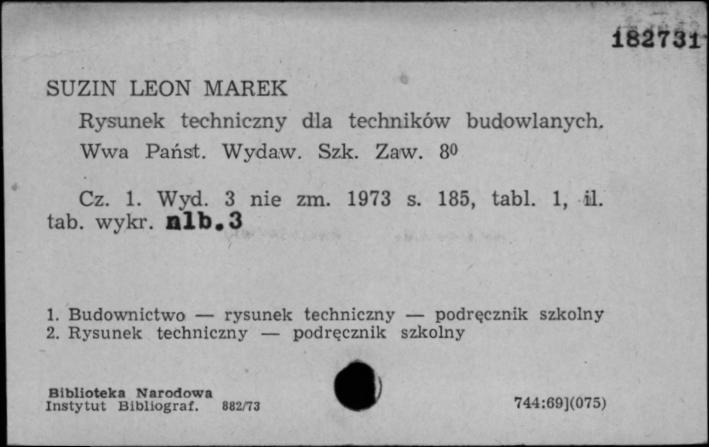 182731
SUZIN LEON MAREK
Rysunek techniczny dla techników budowlanych.
Wwa Państ. Wydaw. Szk. Zaw. 8⁰
Cz. 1. Wyd. 3 nie zm. 1973 s. 185, tabl. 1, il.
tab. wykr. nlb.3
1. Budownictwo — rysunek techniczny — podręcznik szkolny
2. Rysunek techniczny — podręcznik szkolny
Biblioteka Narodowa
Instytut Bibliograf. 882/73
744:69](075)